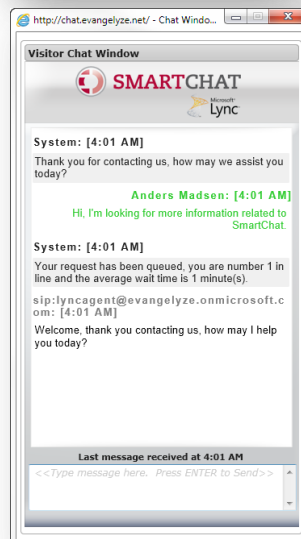 http://chat.evangelyze.net/ - Chat Windo...
Visitor Chat Window
SMARTCHAT
Microsoft
Lync
System: [4:01 AM]
Thank you for contacting us, how may we assist you
today?
Anders Madsen: [4:01 AM]
Hi, I'm looking for more information related to
SmartChat.
System: [4:01 AM]
Your request has been queued, you are number 1 in
line and the average wait time is 1 minute(s).
sip:lyncagent@evangelyze.onmicrosoft.c
om: [4:01 AM]
Welcome, thank you contacting us, how may I help
you today?
Last message received at 4:01 AM
<<Type message here. Press ENTER to Send>>